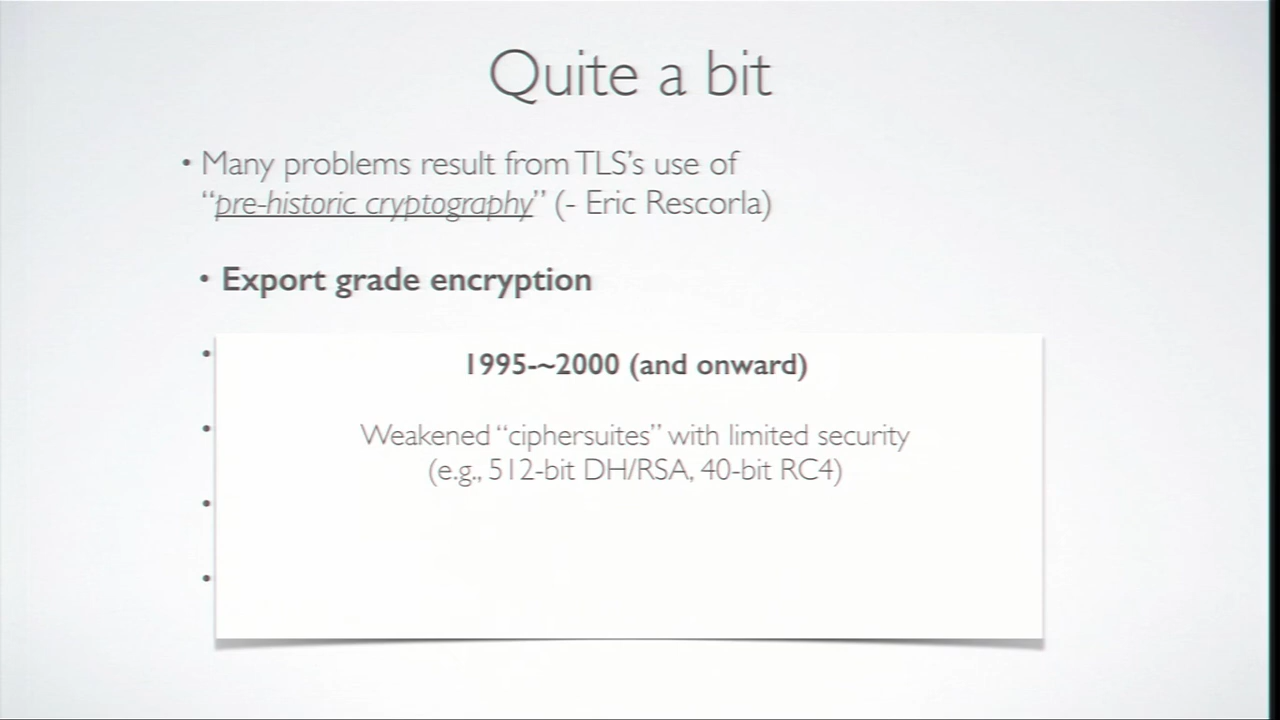 Quite a bit
• Many problems result from TLS's use of
“pre-historic cryptography” (- Eric Rescorla)
• Export grade encryption
•
1995-~2000 (and onward)
•
Weakened “ciphersuites” with limited security
(e.g., 512-bit DH/RSA, 40-bit RC4)
•
•